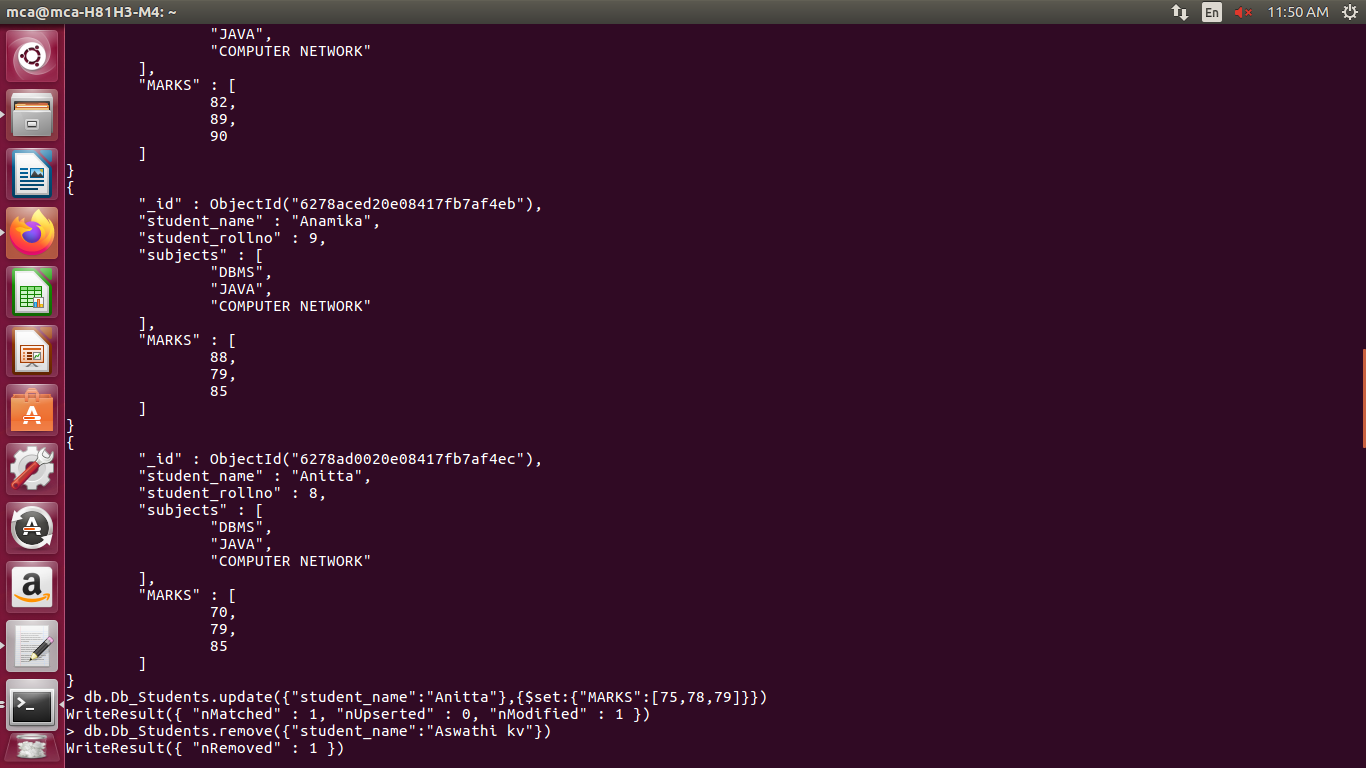 mca@mca-H81H3-M4: ~
En
11:50 AM
"JAVA",
"COMPUTER NETWORK"
],
"MARKS" : [
82,
89,
90
]
}
{
"_id" : ObjectId("6278aced20e08417fb7af4eb"),
"student_name" : "Anamika",
"student_rollno" : 9,
"subjects" : [
"DBMS",
"JAVA",
"COMPUTER NETWORK"
],
"MARKS" : [
88,
79,
85
]
}
{
"_id" : ObjectId("6278ad0020e08417fb7af4ec"),
"student_name" : "Anitta",
"student_rollno" : 8,
"subjects" : [
"DBMS",
"JAVA",
"COMPUTER NETWORK"
],
"MARKS" : [
70,
79,
85
]
}
> db.Db_Students.update({"student_name":"Anitta"},{$set:{"MARKS":[75,78,79]}})
WriteResult({ "nMatched" : 1, "nUpserted" : 0, "nModified" : 1 })
> db.Db_Students.remove({"student_name":"Aswathi kv"})
WriteResult({ "nRemoved" : 1 })